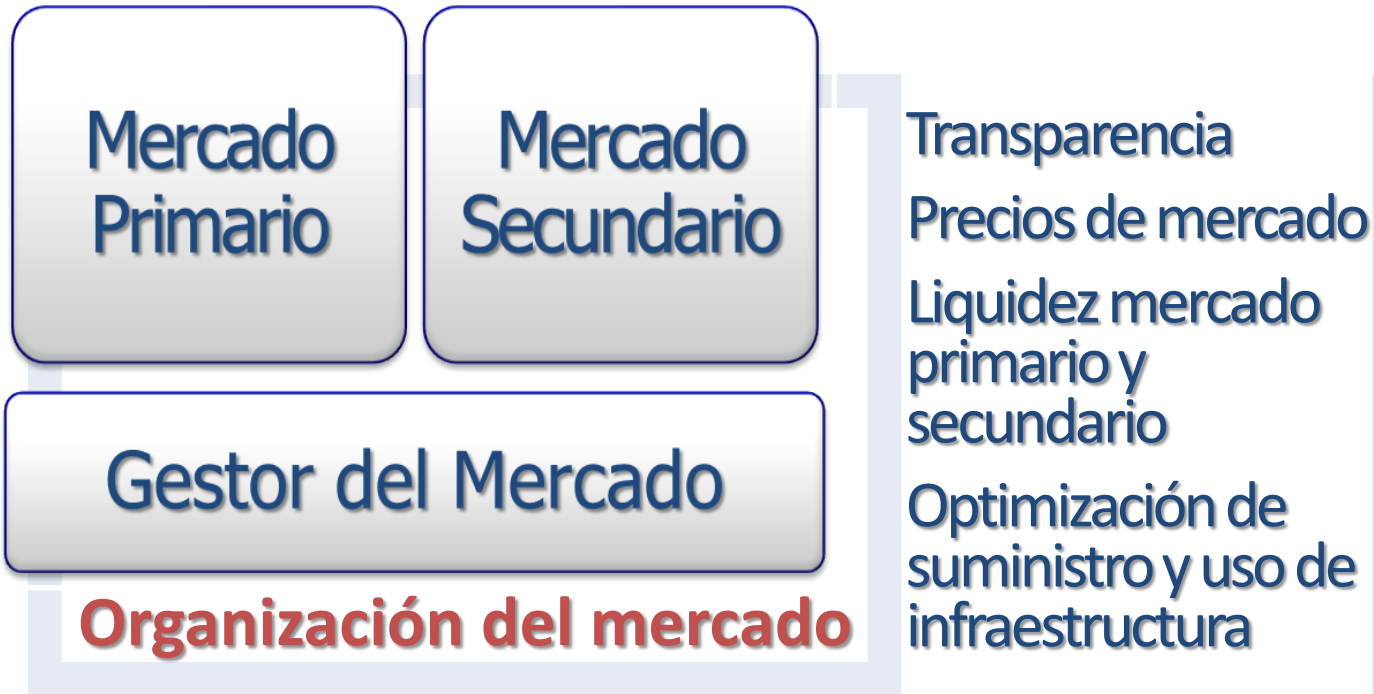 Mercado
Primario
Mercado
Secundario
Gestor del Mercado
Organización del mercado
Transparencia
Precios de mercado
Liquidez mercado
primario y
secundario
Optimización de
suministro y uso de
infraestructura